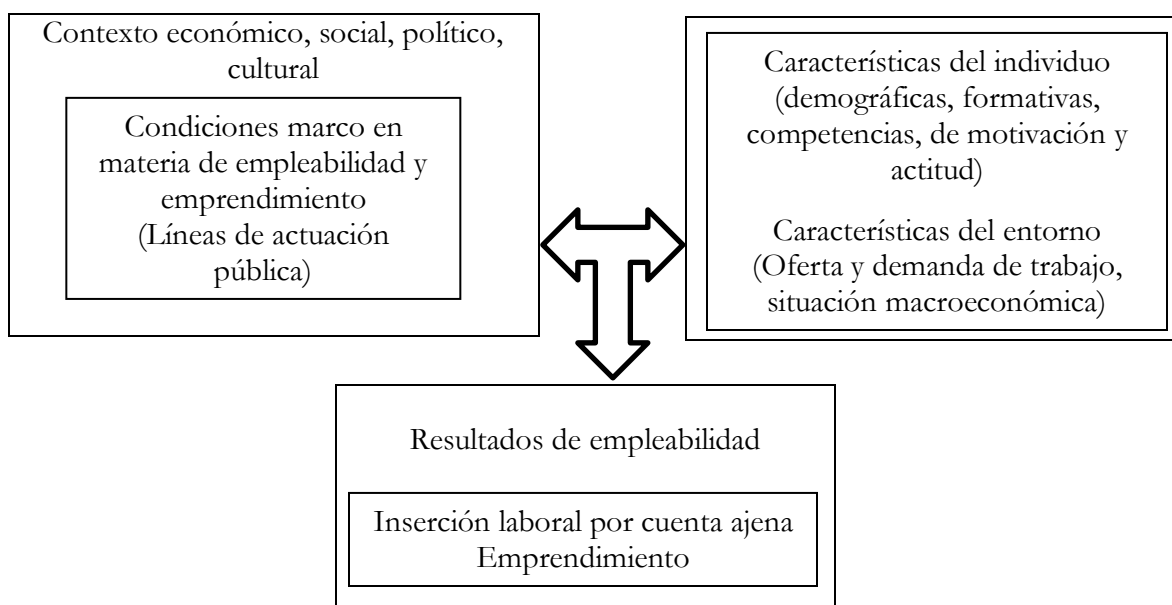 Contexto económico, social, político,
cultural
Condiciones marco en
materia de empleabilidad y
emprendimiento
(Líneas de actuación
pública)
Características del individuo
(demográficas, formativas,
competencias, de motivación y
actitud)
Características del entorno
(Oferta y demanda de trabajo,
situación macroeconómica)
Resultados de empleabilidad
Inserción laboral por cuenta ajena
Emprendimiento